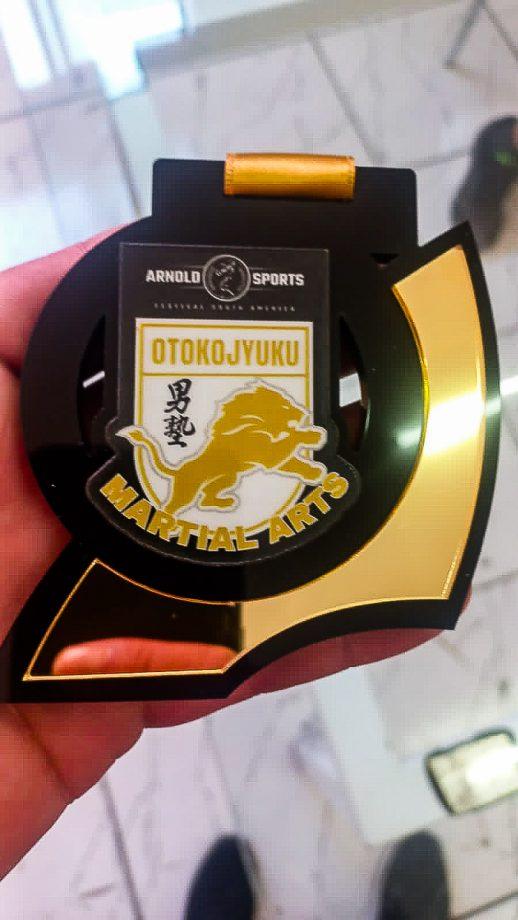 ARNOLD SPORTS
FESTIVAL SOUTH AMERICA
OTOKOJYUKU
男塾
MARTIAL ARTS